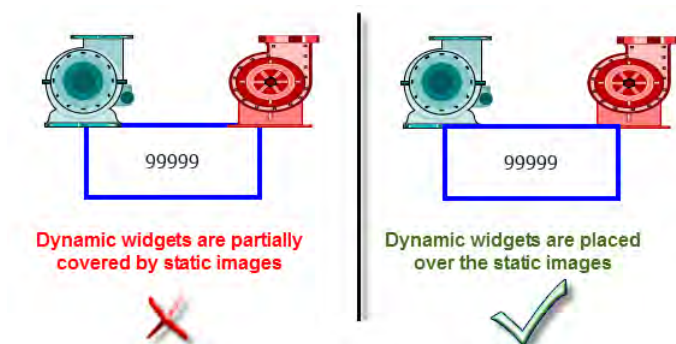 99999
Dynamic widgets are partially
covered by static images
99999
Dynamic widgets are placed
over the static images